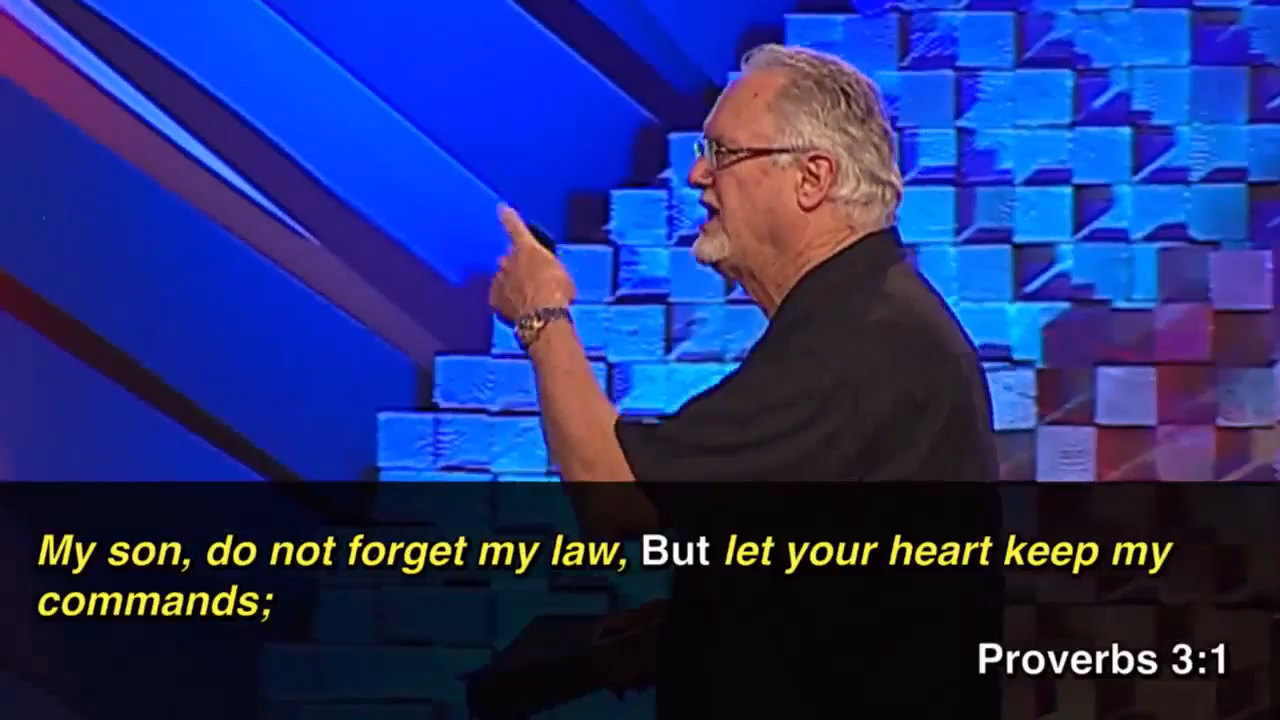 My son, do not forget my law, But let your heart keep my
commands;
Proverbs 3:1